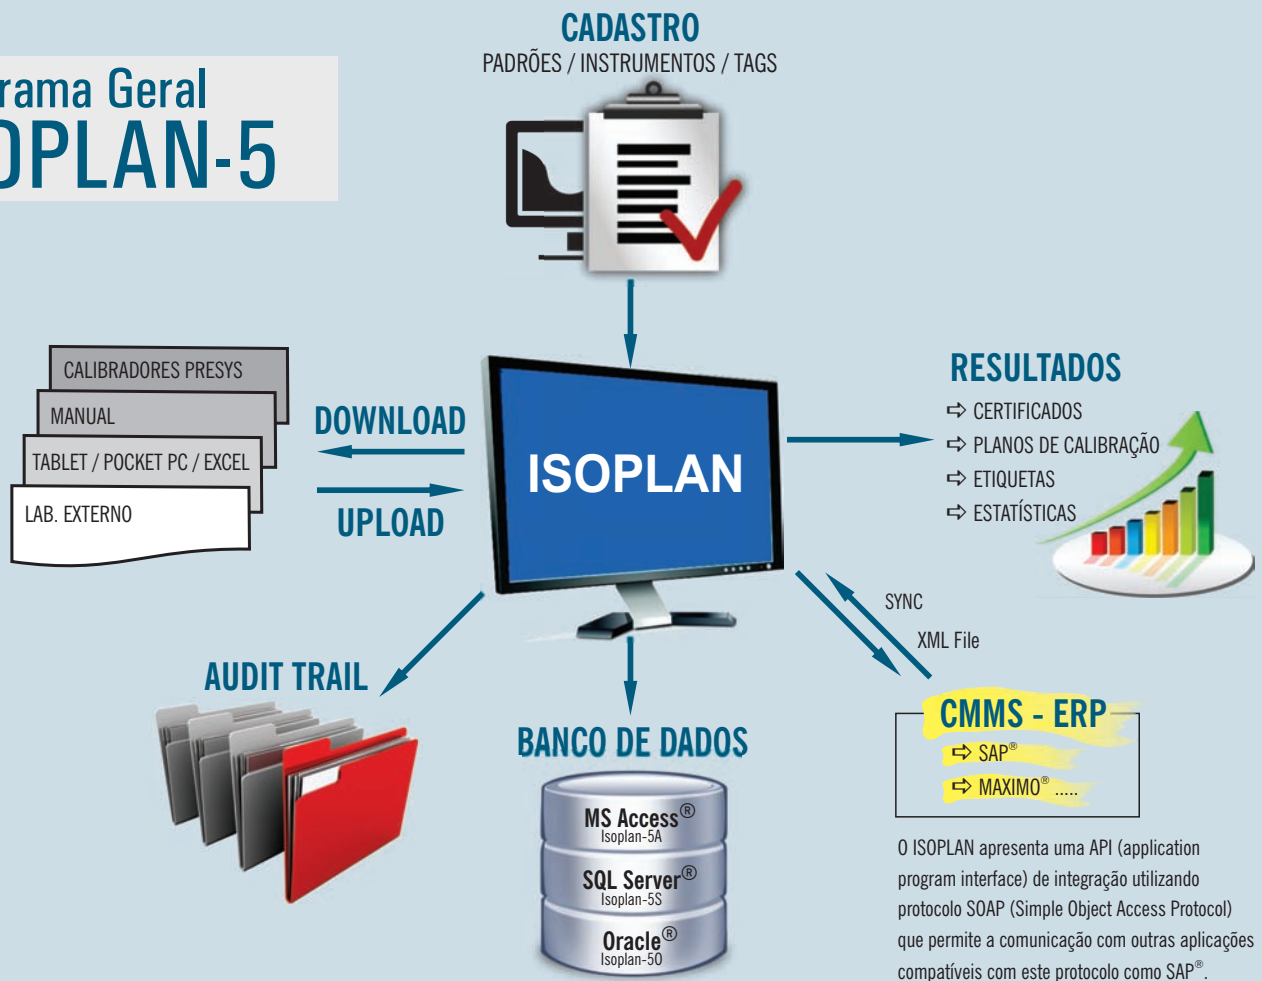 CADASTRO
PADRÕES / INSTRUMENTOS / TAGS
rama Geral
OPLAN-5
CALIBRADORES PRESYS
MANUAL
TABLET / POCKET PC / EXCEL
LAB. EXTERNO
DOWNLOAD
UPLOAD
ISOPLAN
RESULTADOS
⇨ CERTIFICADOS
⇨ PLANOS DE CALIBRAÇÃO
⇨ ETIQUETAS
⇨ ESTATÍSTICAS
SYNC
XML File
AUDIT TRAIL
BANCO DE DADOS
MS Access®
Isoplan-5A
SQL Server®
Isoplan-5S
Oracle®
Isoplan-5O
CMMS - ERP
⇨ SAP®
⇨ MAXIMO® .....
O ISOPLAN apresenta uma API (application
program interface) de integração utilizando
protocolo SOAP (Simple Object Access Protocol)
que permite a comunicação com outras aplicações
compatíveis com este protocolo como SAP®.